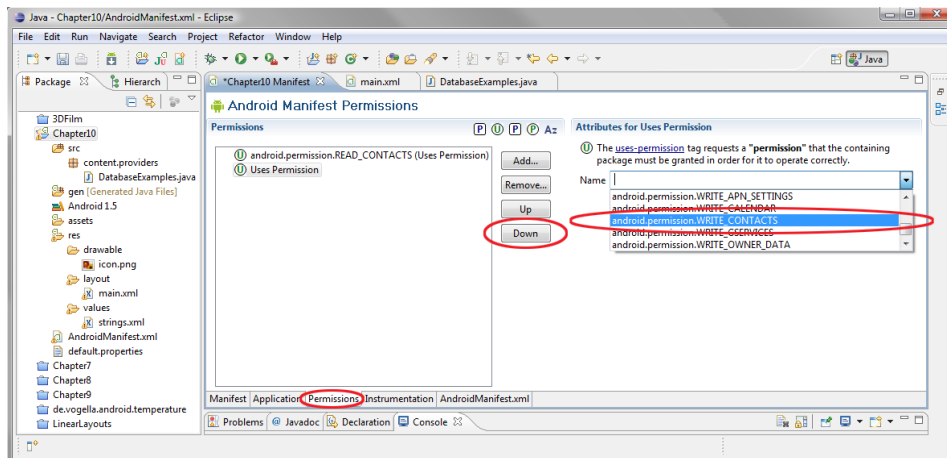 Java - Chapter10/AndroidManifest.xml - Eclipse
File Edit Run Navigate Search Project Refactor Window Help
Java
Package
Hierarch
*Chapter10 Manifest
main.xml
DatabaseExamples.java
3DFilm
Chapter10
src
content.providers
DatabaseExamples.java
gen [Generated Java Files]
Android 1.5
assets
res
drawable
icon.png
layout
main.xml
values
strings.xml
AndroidManifest.xml
default.properties
Chapter7
Chapter8
Chapter9
de.vogella.android.temperature
LinearLayouts
Android Manifest Permissions
Permissions
P U P P Az
android.permission.READ_CONTACTS (Uses Permission)
Uses Permission
Add...
Remove...
Up
Down
Attributes for Uses Permission
The uses-permission tag requests a "permission" that the containing
package must be granted in order for it to operate correctly.
Name
android.permission.WRITE_APN_SETTINGS
android.permission.WRITE_CALENDAR
android.permission.WRITE_CONTACTS
android.permission.WRITE_GSERVICES
android.permission.WRITE_OWNER_DATA
Manifest Application Permissions Instrumentation AndroidManifest.xml
Problems @ Javadoc Declaration Console